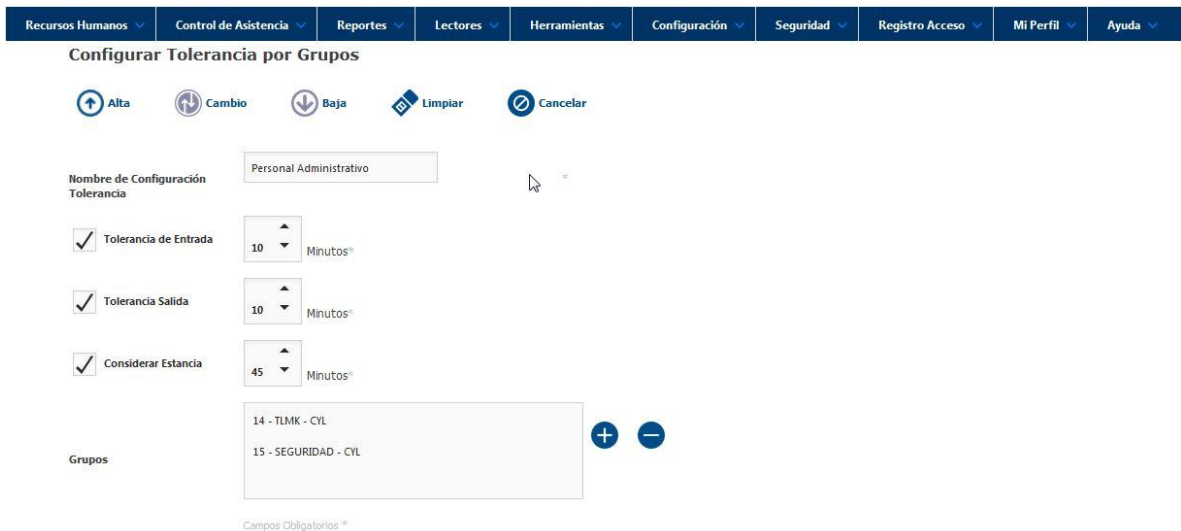 Recursos Humanos Control de Asistencia Reportes Lectores Herramientas Configuración Seguridad Registro Acceso Mi Perfil Ayuda
Configurar Tolerancia por Grupos
Alta Cambio Baja Limpiar Cancelar
Personal Administrativo
*
Nombre de Configuración
Tolerancia
Tolerancia de Entrada 10 Minutos*
Tolerancia Salida 10 Minutos*
Considerar Estancia 45 Minutos*
14 - TLMK - CYL
15 - SEGURIDAD - CYL
Grupos
Campos Obligatorios *